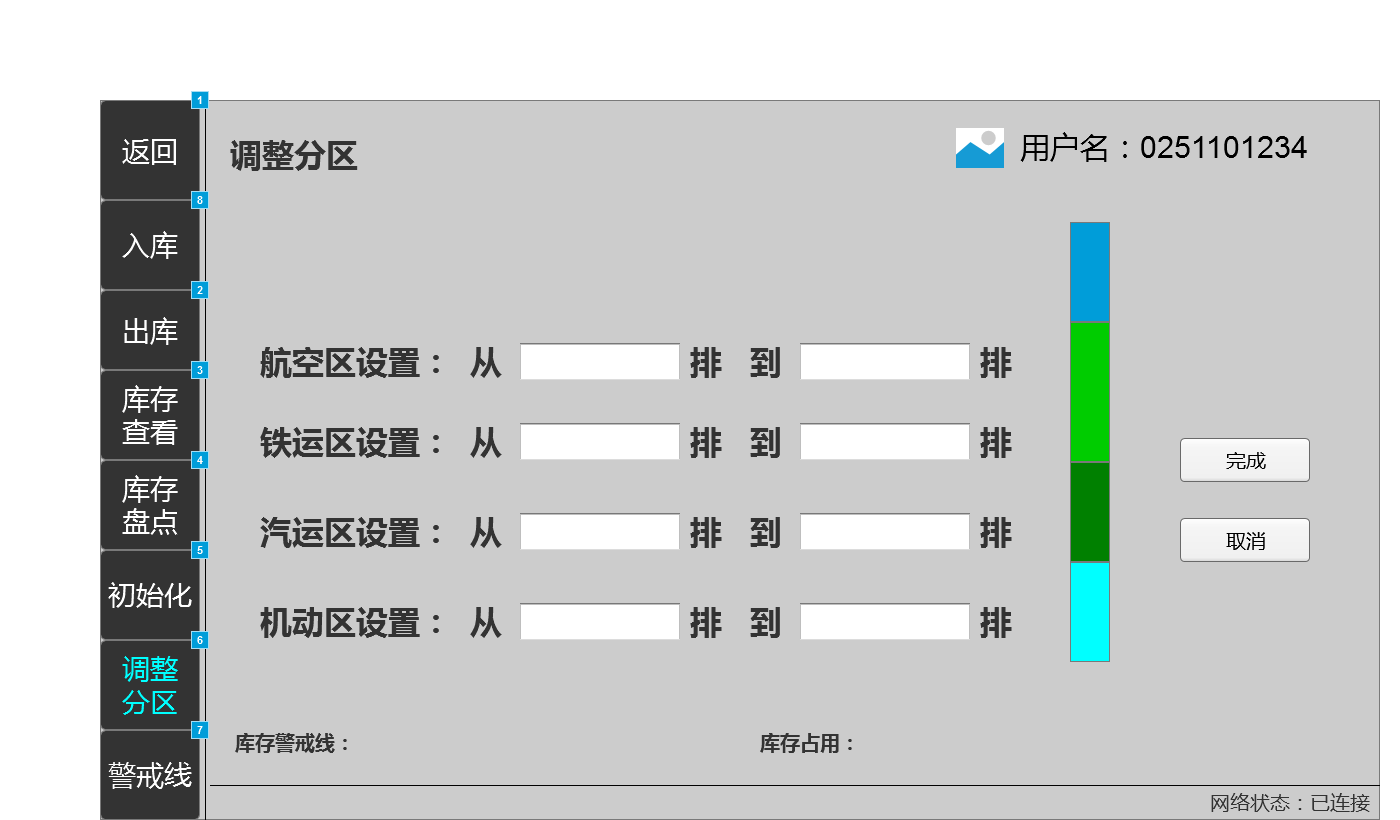 1
返回
8
入库
2
出库
3
库存
查看
4
库存
盘点
5
初始化
6
调整
分区
7
警戒线
调整分区
用户名：0251101234
航空区设置： 从 排 到 排
铁运区设置： 从 排 到 排
汽运区设置： 从 排 到 排
机动区设置： 从 排 到 排
完成
取消
库存警戒线： 库存占用：
网络状态：已连接